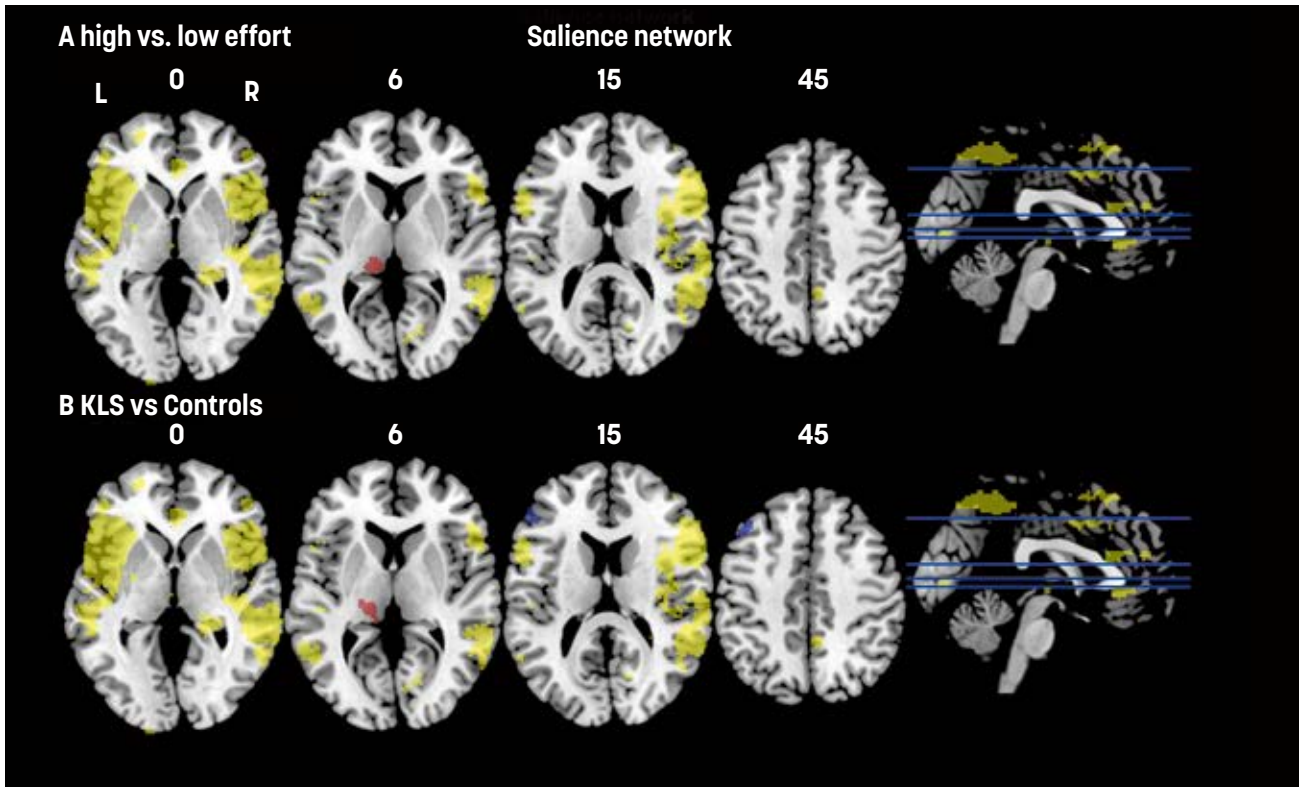 A high vs. low effort
Salience network
L 0 R 6 15 45
B KLS vs Controls
0 6 15 45